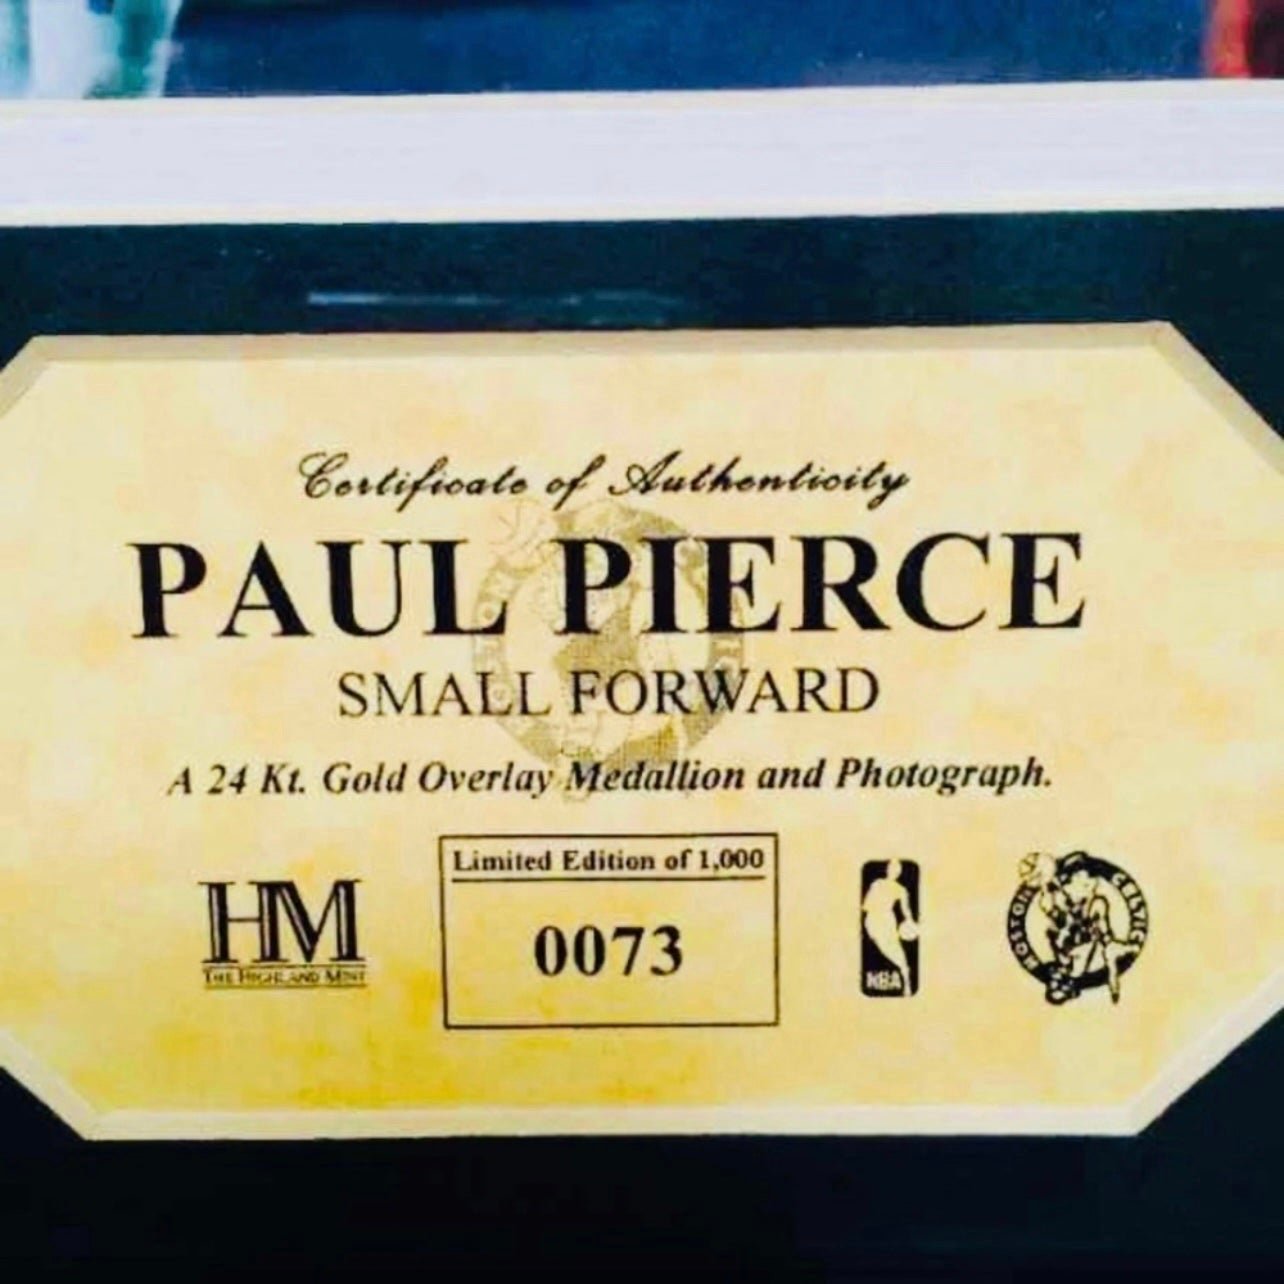 Certificate of Authenticity
PAUL PIERCE
SMALL FORWARD
A 24 Kt. Gold Overlay Medallion and Photograph.
HM
THE HIGHLAND MINT
Limited Edition of 1,000
0073
NBA
BOSTON CELTICS